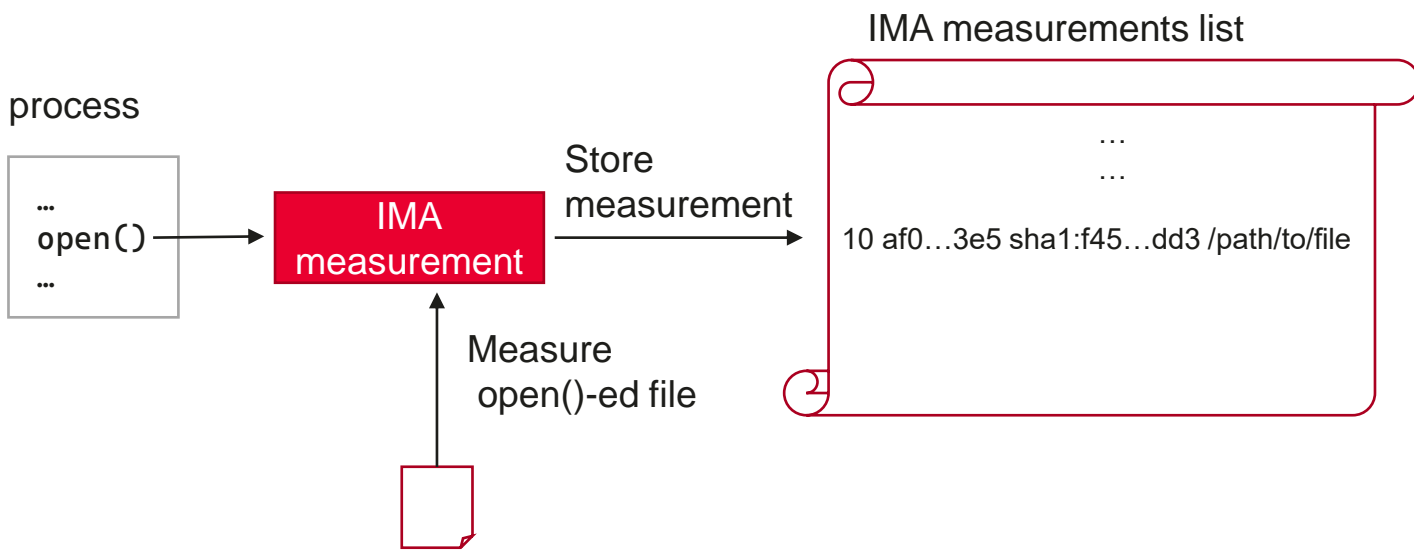 IMA measurements list
process
…
open()
…
IMA
measurement
Store
measurement
…
…
10 af0…3e5 sha1:f45…dd3 /path/to/file
Measure
open()-ed file